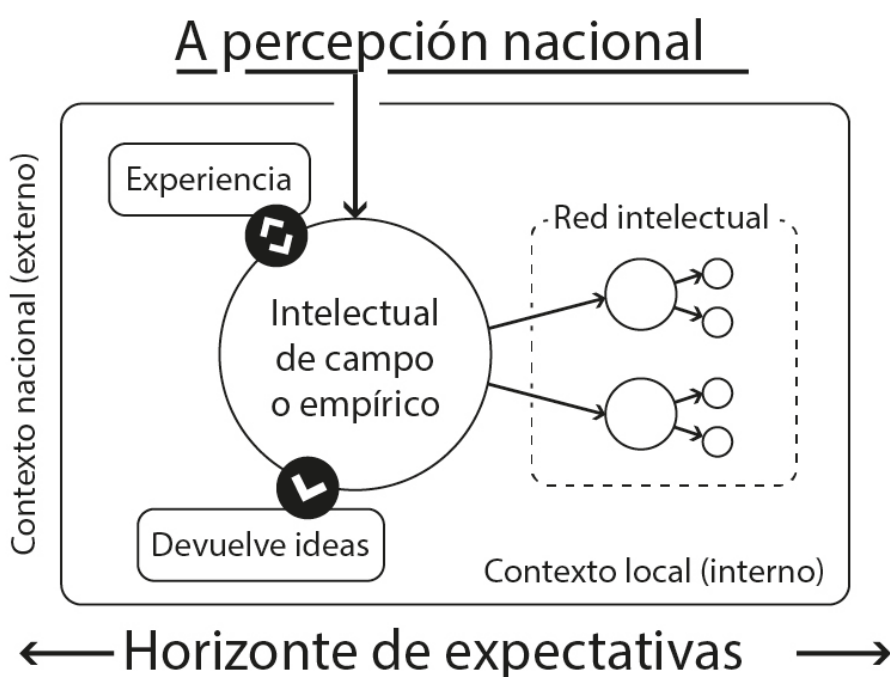 A percepción nacional
Contexto nacional (externo)
Experiencia
Red intelectual
Intelectual
de campo
o empírico
Devuelve ideas
Contexto local (interno)
Horizonte de expectativas